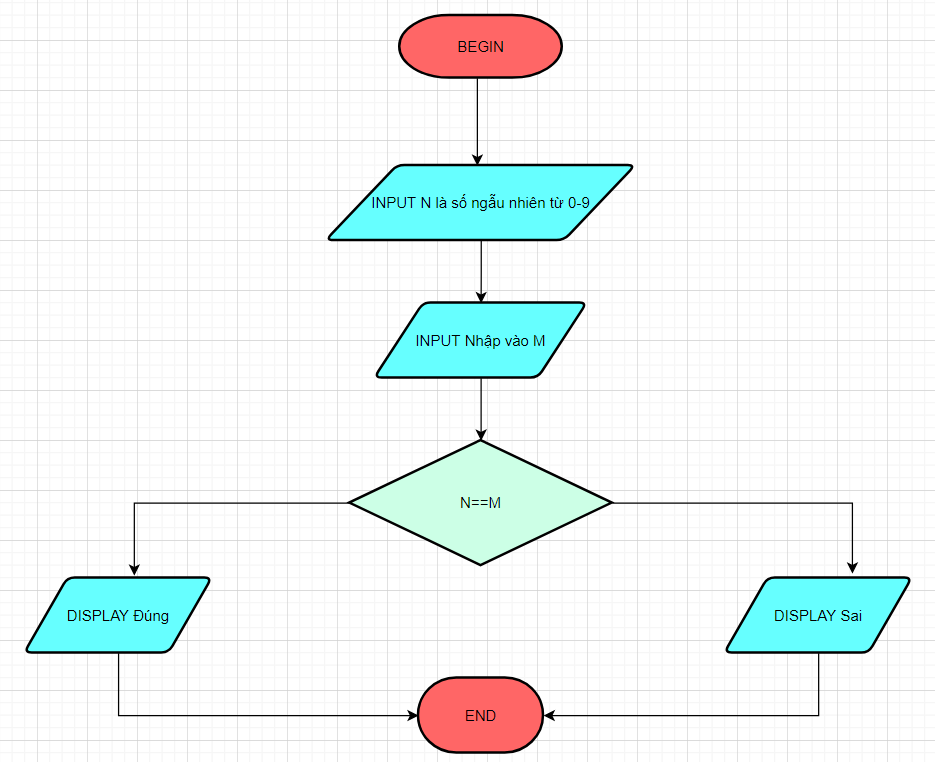 BEGIN
INPUT N là số ngẫu nhiên từ 0-9
INPUT Nhập vào M
N==M
DISPLAY Đúng
DISPLAY Sai
END